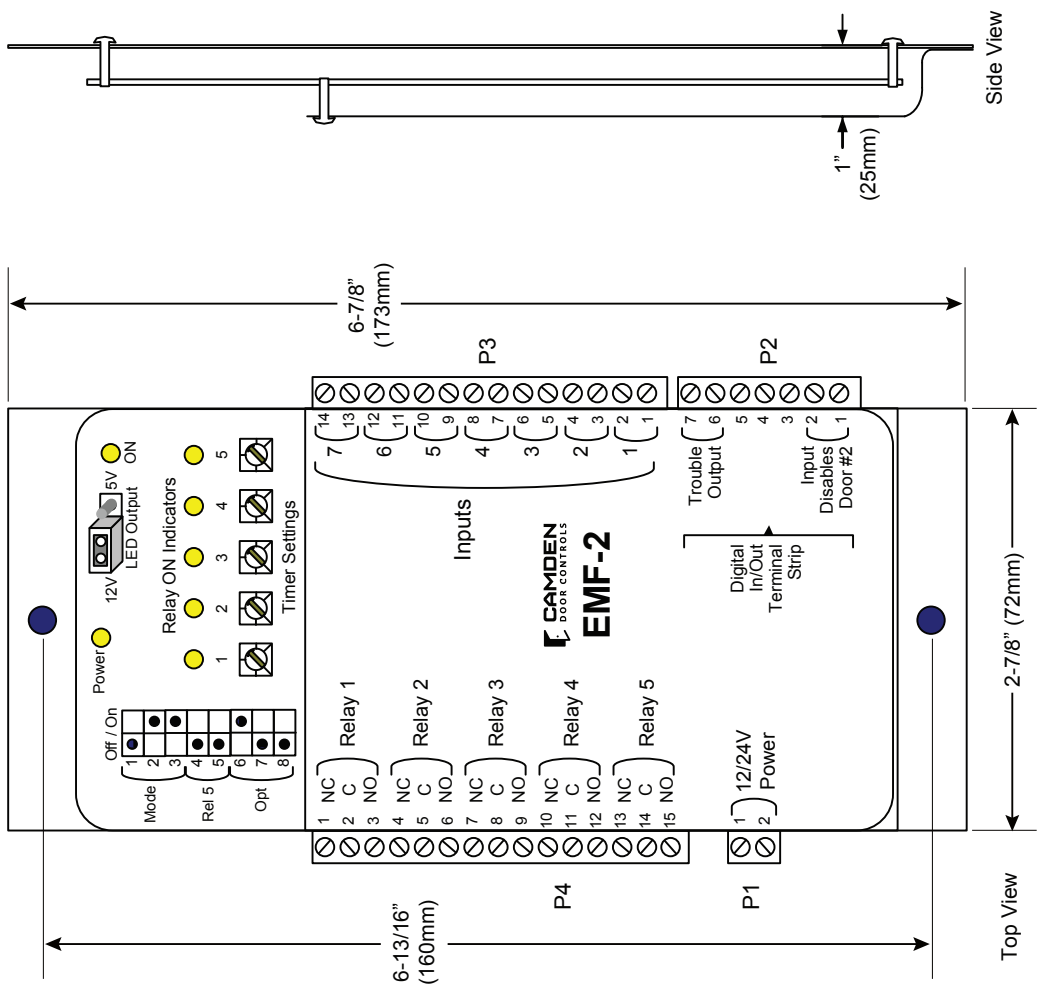 1"
(25mm)
Side View
6-7/8"
(173mm)
P3
P2
Power
12V
5V
LED Output
ON
Off / On
1
2
3
4
5
6
7
8
Mode
Rel 5
Opt
Relay ON Indicators
1 2 3 4 5
Timer Settings
1 NC
2 C
3 NO
Relay 1
4 NC
5 C
6 NO
Relay 2
7 NC
8 C
9 NO
Relay 3
10 NC
11 C
12 NO
Relay 4
13 NC
14 C
15 NO
Relay 5
1
2
12/24V
Power
CAMDEN
DOOR CONTROLS
EMF-2
Inputs
7
6
5
4
3
2
1
14
13
12
11
10
9
8
7
6
5
4
3
2
1
Digital
In/Out
Terminal
Strip
Trouble
Output
Input
Disables
Door #2
7
6
5
4
3
2
1
P4
P1
6-13/16"
(160mm)
2-7/8" (72mm)
Top View